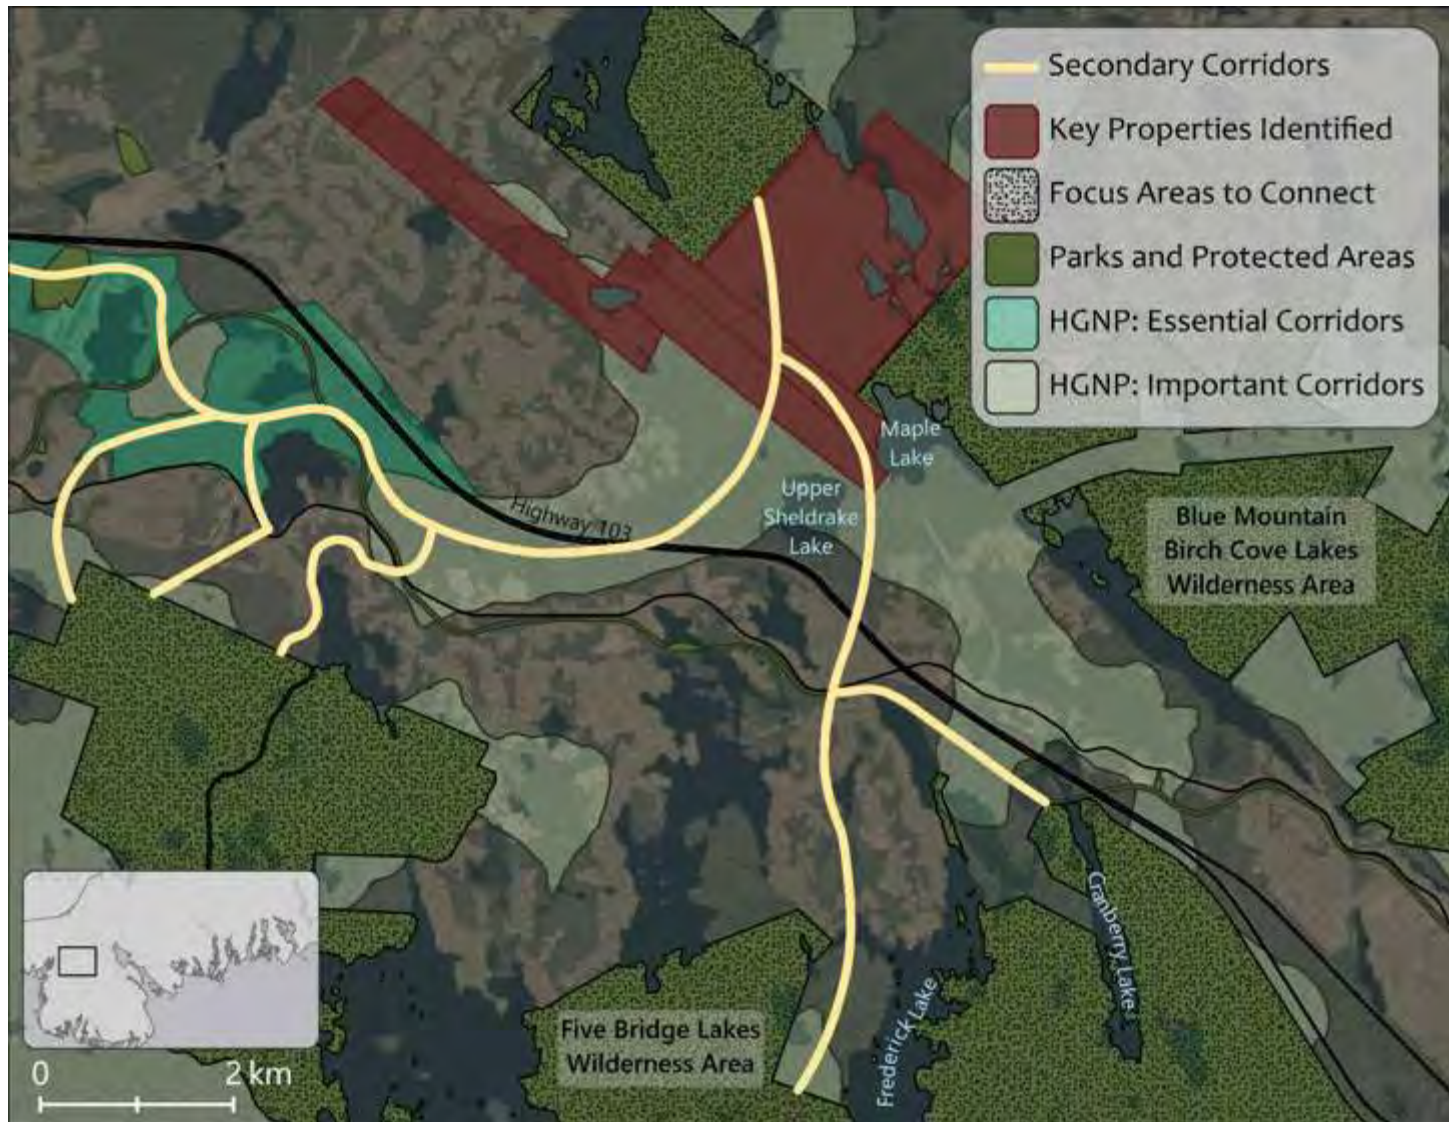 Secondary Corridors
Key Properties Identified
Focus Areas to Connect
Parks and Protected Areas
HGNP: Essential Corridors
HGNP: Important Corridors
Maple
Lake
Upper
Sheldrake
Lake
Highway 103
Blue Mountain
Birch Cove Lakes
Wilderness Area
Cranberry Lake
Frederick Lake
Five Bridge Lakes
Wilderness Area
0 2 km